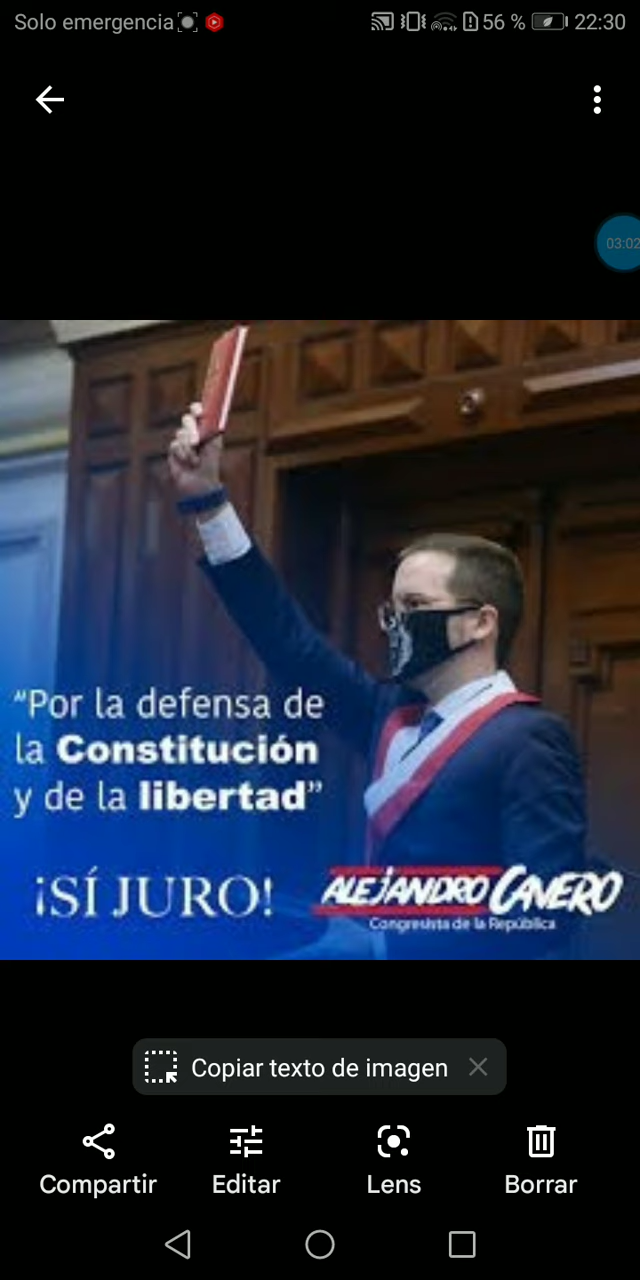 Solo emergencia
56 %
22:30
03:02
“Por la defensa de
la Constitución
y de la libertad”
¡SÍ JURO!
ALEJANDRO CAVERO
Congresista de la República
Copiar texto de imagen
Compartir
Editar
Lens
Borrar